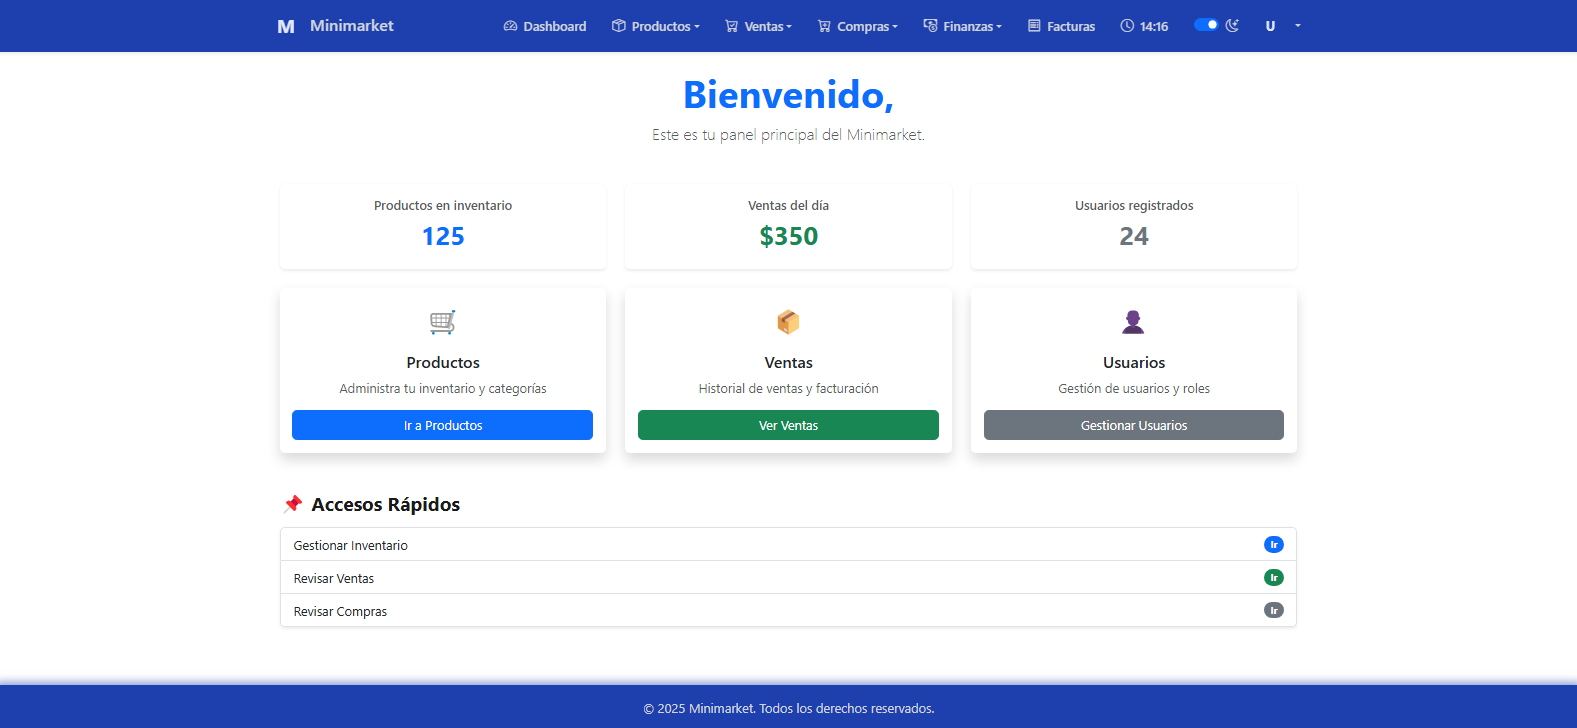 M Minimarket Dashboard Productos Ventas Compras Finanzas Facturas 14:16 U
Bienvenido,
Este es tu panel principal del Minimarket.
Productos en inventario
125
Ventas del día
$350
Usuarios registrados
24
Productos
Administra tu inventario y categorías
Ir a Productos
Ventas
Historial de ventas y facturación
Ver Ventas
Usuarios
Gestión de usuarios y roles
Gestionar Usuarios
Accesos Rápidos
Gestionar Inventario Ir
Revisar Ventas Ir
Revisar Compras Ir
© 2025 Minimarket. Todos los derechos reservados.